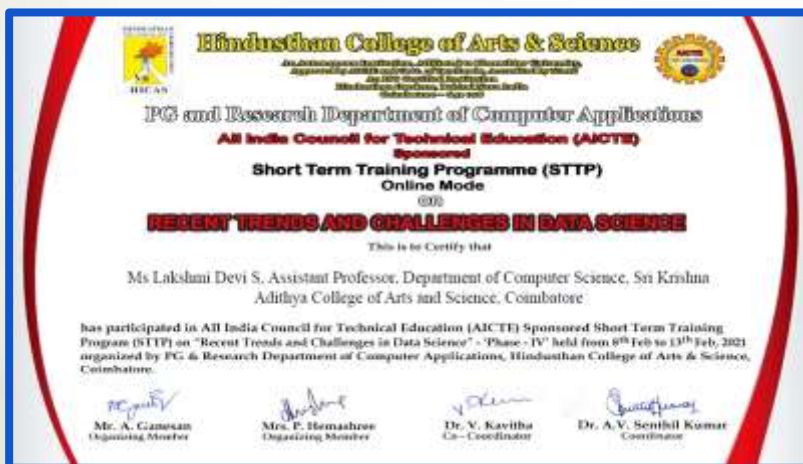 HICAS
AICTE
Hindusthan College of Arts & Science
Coimbatore
PG and Research Department of Computer Applications
All India Council for Technical Education (AICTE)
Sponsored
Short Term Training Programme (STTP)
Online Mode
on
RECENT TRENDS AND CHALLENGES IN DATA SCIENCE
This is to Certify that
Ms Lakshmi Devi S, Assistant Professor, Department of Computer Science, Sri Krishna
Adithya College of Arts and Science, Coimbatore
has participated in All India Council for Technical Education (AICTE) Sponsored Short Term Training
Program (STTP) on "Recent Trends and Challenges in Data Science" - 'Phase - IV' held from 8th Feb to 13th Feb, 2021
organized by PG & Research Department of Computer Applications, Hindusthan College of Arts & Science,
Coimbatore.
Mr. A. Ganesan
Organizing Member
Mrs. P. Hemashree
Organizing Member
Dr. V. Kavitha
Co-Coordinator
Dr. A.V. Senthil Kumar
Coordinator